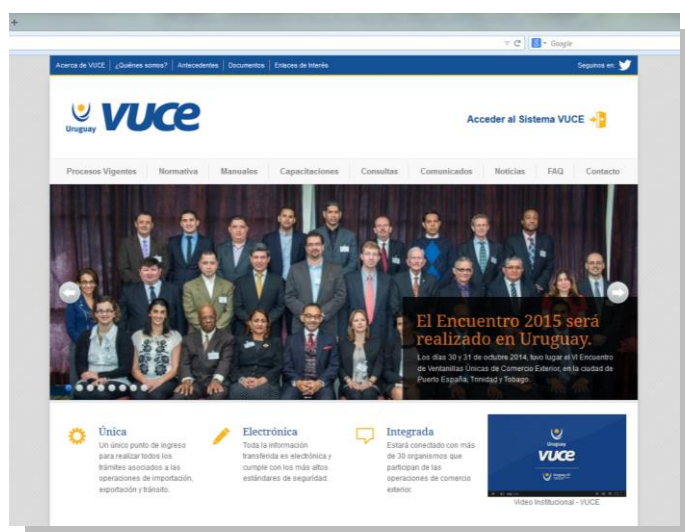 +
Google
Acerca de VUCE | ¿Quiénes somos? | Antecedentes | Documentos | Enlaces de Interés
Seguinos en:
Uruguay
vuce
Acceder al Sistema VUCE
Procesos Vigentes Normativa Manuales Capacitaciones Consultas Comunicados Noticias FAQ Contacto
El Encuentro 2015 será
realizado en Uruguay.
Los días 30 y 31 de octubre 2014, tuvo lugar el VI Encuentro
de Ventanillas Únicas de Comercio Exterior, en la ciudad de
Puerto España, Trinidad y Tobago.
Única
Un único punto de ingreso
para realizar todos los
trámites asociados a las
operaciones de importación,
exportación y tránsito.
Electrónica
Toda la información
transferida es electrónica y
cumple con los más altos
estándares de seguridad.
Integrada
Estará conectado con más
de 30 organismos que
participan de las
operaciones de comercio
exterior.
Uruguay
vuce
Video Institucional - VUCE